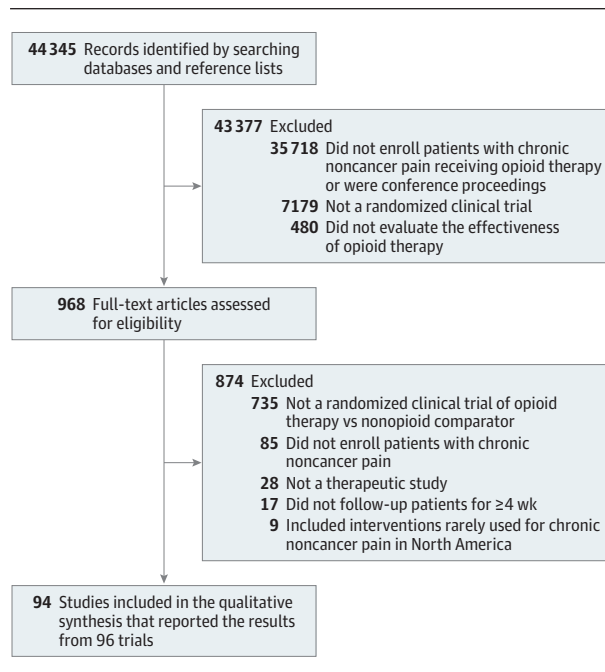 44 345 Records identified by searching
databases and reference lists
43 377 Excluded
35 718 Did not enroll patients with chronic
noncancer pain receiving opioid therapy
or were conference proceedings
7179 Not a randomized clinical trial
480 Did not evaluate the effectiveness
of opioid therapy
968 Full-text articles assessed
for eligibility
874 Excluded
735 Not a randomized clinical trial of opioid
therapy vs nonopioid comparator
85 Did not enroll patients with chronic
noncancer pain
28 Not a therapeutic study
17 Did not follow-up patients for ≥4 wk
9 Included interventions rarely used for chronic
noncancer pain in North America
94 Studies included in the qualitative
synthesis that reported the results
from 96 trials